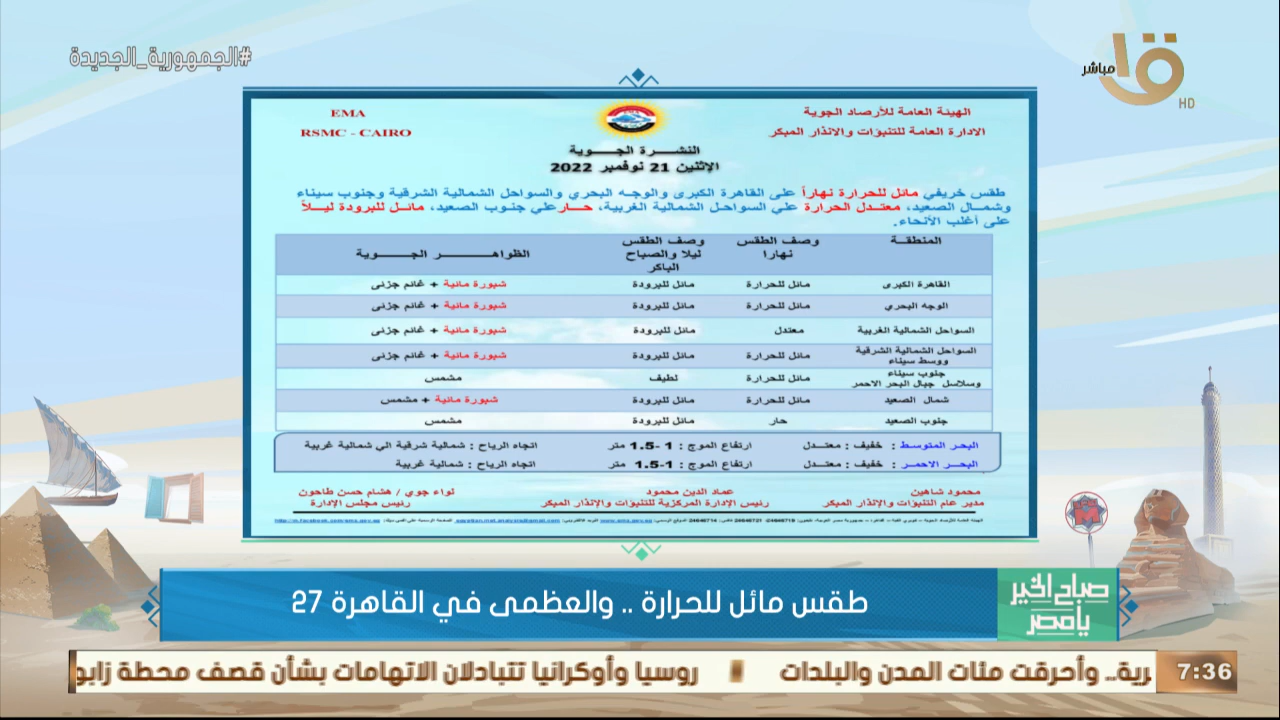 #الجمهورية_الجديدة
مباشر
HD
الهيئة العامة للأرصاد الجوية
EMA
الادارة العامة للتنبؤات والانذار المبكر
RSMC - CAIRO
النشرة الجوية
الإثنين 21 نوفمبر 2022
طقس خريفي مائل للحرارة نهاراً على القاهرة الكبرى والوجه البحري والسواحل الشمالية الشرقية وجنوب سيناء
وشمال الصعيد، معتدل الحرارة علي السواحل الشمالية الغربية، حار علي جنوب الصعيد، مائل للبرودة ليلاً
على أغلب الأنحاء.
المنطقة وصف الطقس نهارا وصف الطقس ليلا والصباح الباكر الظواهر الجوية
القاهرة الكبرى مائل للحرارة مائل للبرودة شبورة مائية + غائم جزئى
الوجه البحري مائل للحرارة مائل للبرودة شبورة مائية + غائم جزئى
السواحل الشمالية الغربية معتدل مائل للبرودة شبورة مائية + غائم جزئى
السواحل الشمالية الشرقية ووسط سيناء مائل للحرارة مائل للبرودة شبورة مائية + غائم جزئى
جنوب سيناء وسلاسل جبال البحر الاحمر مائل للحرارة لطيف مشمس
شمال الصعيد مائل للحرارة مائل للبرودة شبورة مائية + مشمس
جنوب الصعيد حار مائل للبرودة مشمس
البحر المتوسط : خفيف : معتدل ارتفاع الموج : 1 -1.5 متر اتجاه الرياح : شمالية شرقية الي شمالية غربية
البحر الاحمر : خفيف : معتدل ارتفاع الموج : 1-1.5 متر اتجاه الرياح : شمالية غربية
محمود شاهين عماد الدين محمود لواء جوي / هشام حسن طاحون
مدير عام التنبؤات والإنذار المبكر رئيس الإدارة المركزية للتنبؤات والإنذار المبكر رئيس مجلس الإدارة
صباح الخير
يا مصر
طقس مائل للحرارة .. والعظمى في القاهرة 27
7:36
رية.. وأحرقت مئات المدن والبلدات روسيا وأوكرانيا تتبادلان الاتهامات بشأن قصف محطة زابو